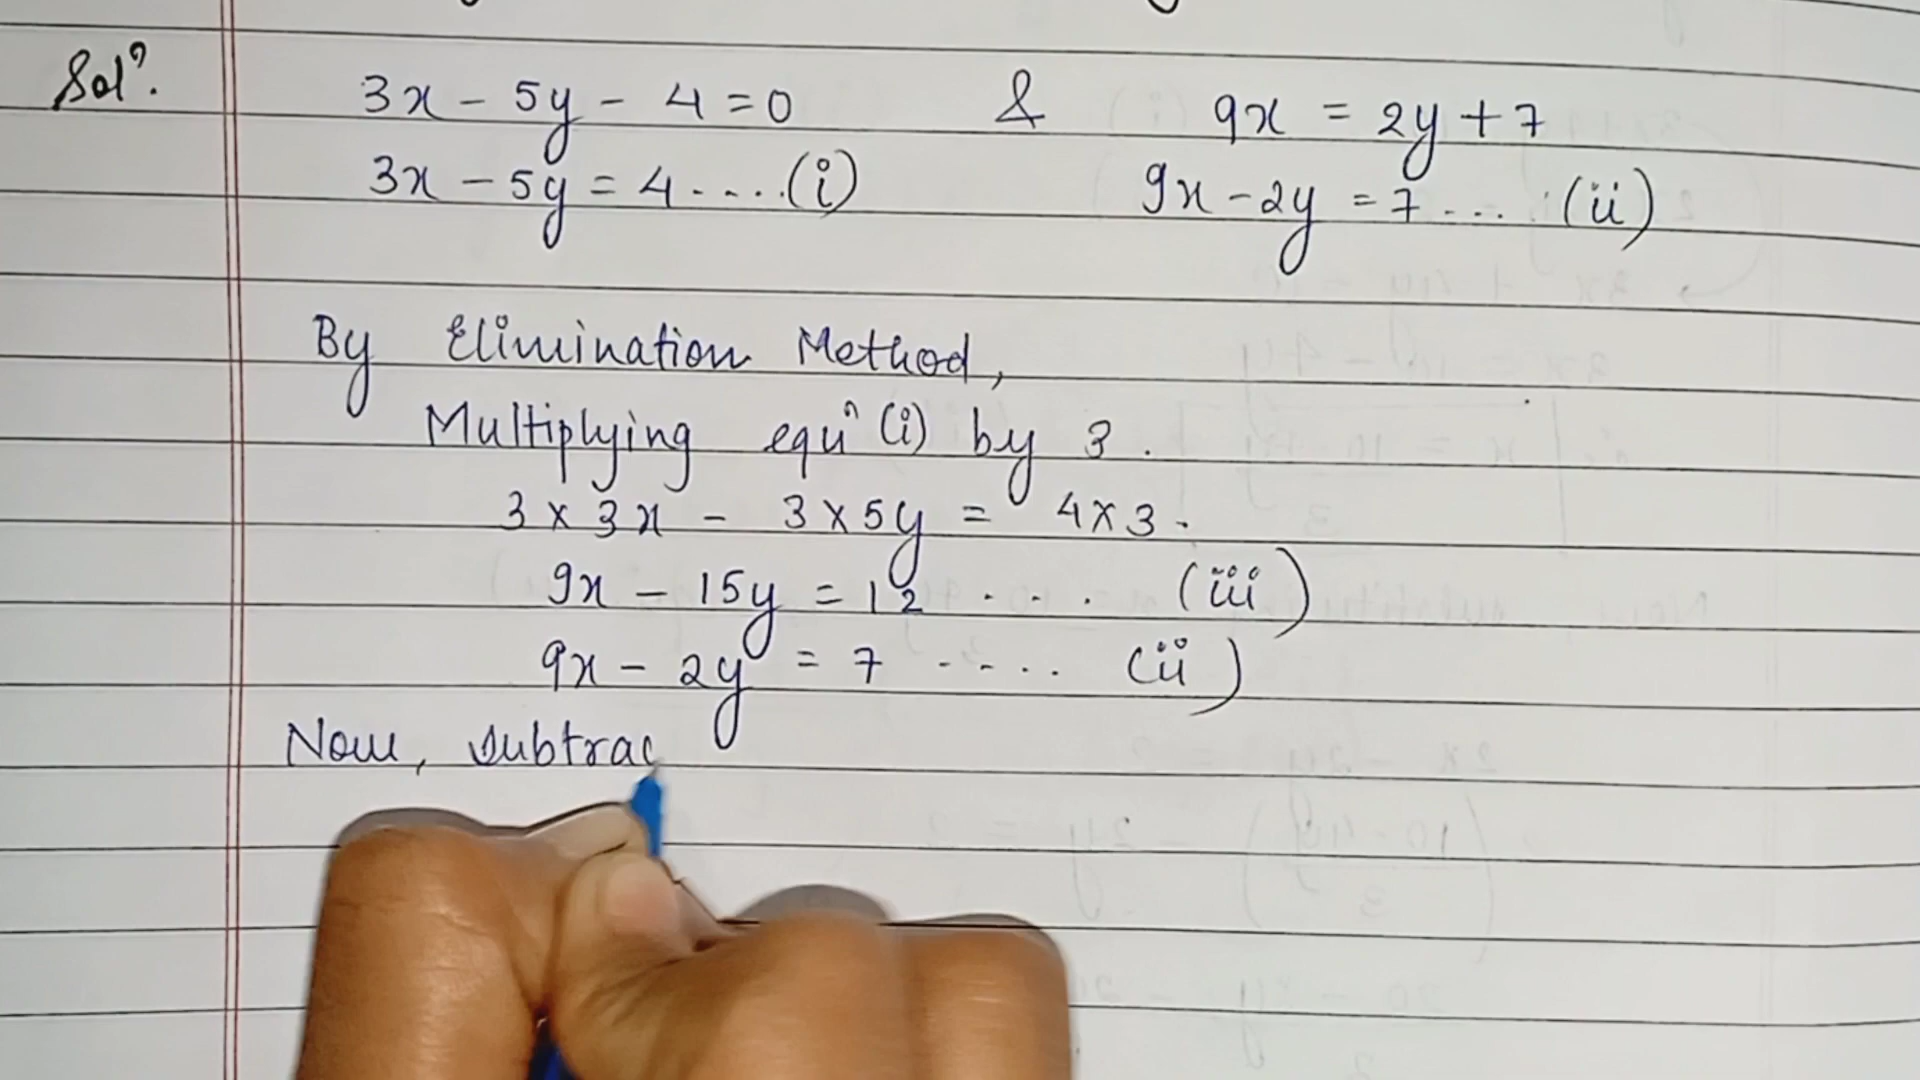 Solⁿ.
3x - 5y - 4 = 0 & 9x = 2y + 7
3x - 5y = 4 ....(i) 9x - 2y = 7 ... (ii)
By Elimination Method,
Multiplying equⁿ (i) by 3.
3 x 3x - 3 x 5y = 4 x 3.
9x - 15y = 12 ... (iii)
9x - 2y = 7 .... (ii)
Now, subtrac